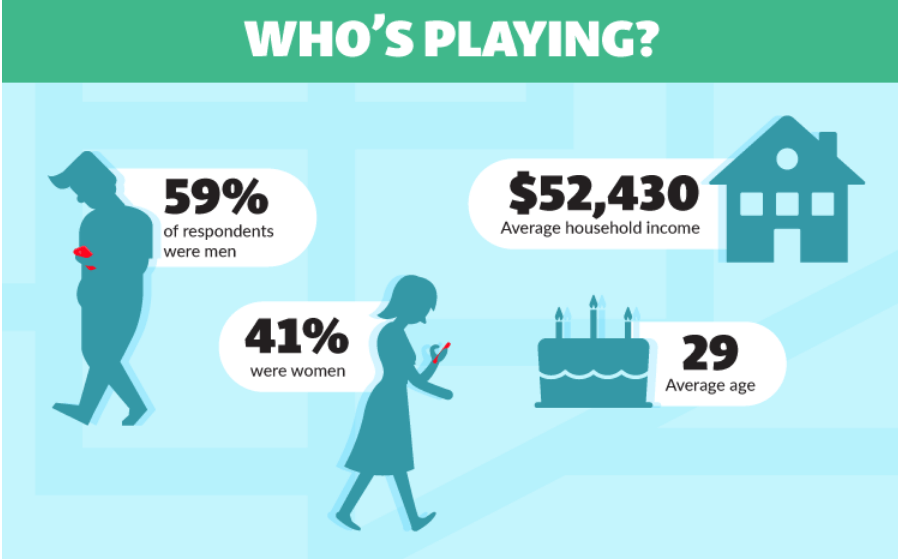 WHO'S PLAYING?
59%
of respondents
were men
$52,430
Average household income
41%
were women
29
Average age